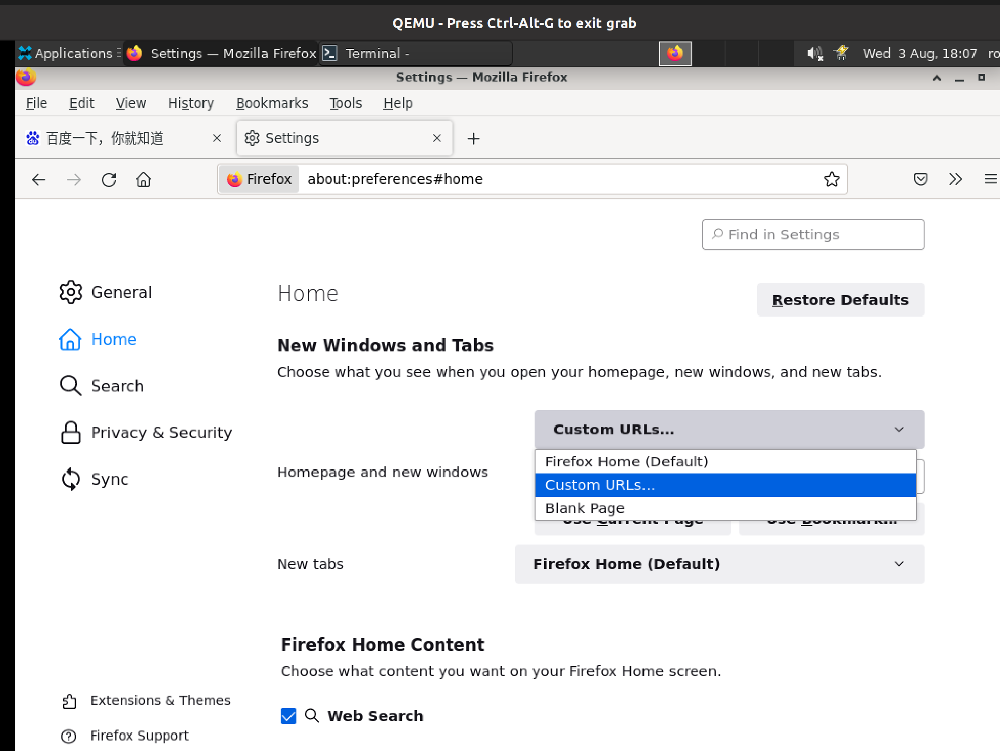 QEMU - Press Ctrl-Alt-G to exit grab
Applications Settings — Mozilla Firefox Terminal - Wed 3 Aug, 18:07 ro
Settings — Mozilla Firefox
File Edit View History Bookmarks Tools Help
百度一下，你就知道 Settings
Firefox about:preferences#home
Find in Settings
General
Home
Search
Privacy & Security
Sync
Extensions & Themes
Firefox Support
Home
Restore Defaults
New Windows and Tabs
Choose what you see when you open your homepage, new windows, and new tabs.
Custom URLs...
Firefox Home (Default)
Homepage and new windows
Custom URLs...
Blank Page
Use Current Page Use Bookmark...
New tabs Firefox Home (Default)
Firefox Home Content
Choose what content you want on your Firefox Home screen.
Web Search